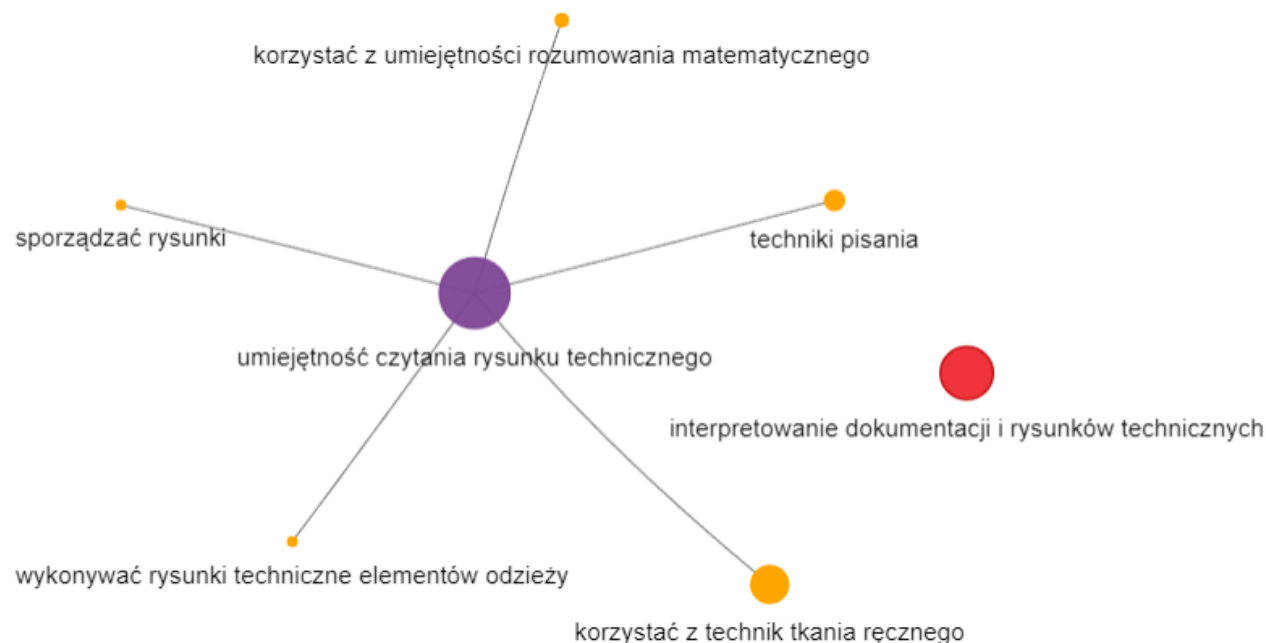 korzystać z umiejętności rozumowania matematycznego
sporządzać rysunki
techniki pisania
umiejętność czytania rysunku technicznego
interpretowanie dokumentacji i rysunków technicznych
wykonywać rysunki techniczne elementów odzieży
korzystać z technik tkania ręcznego